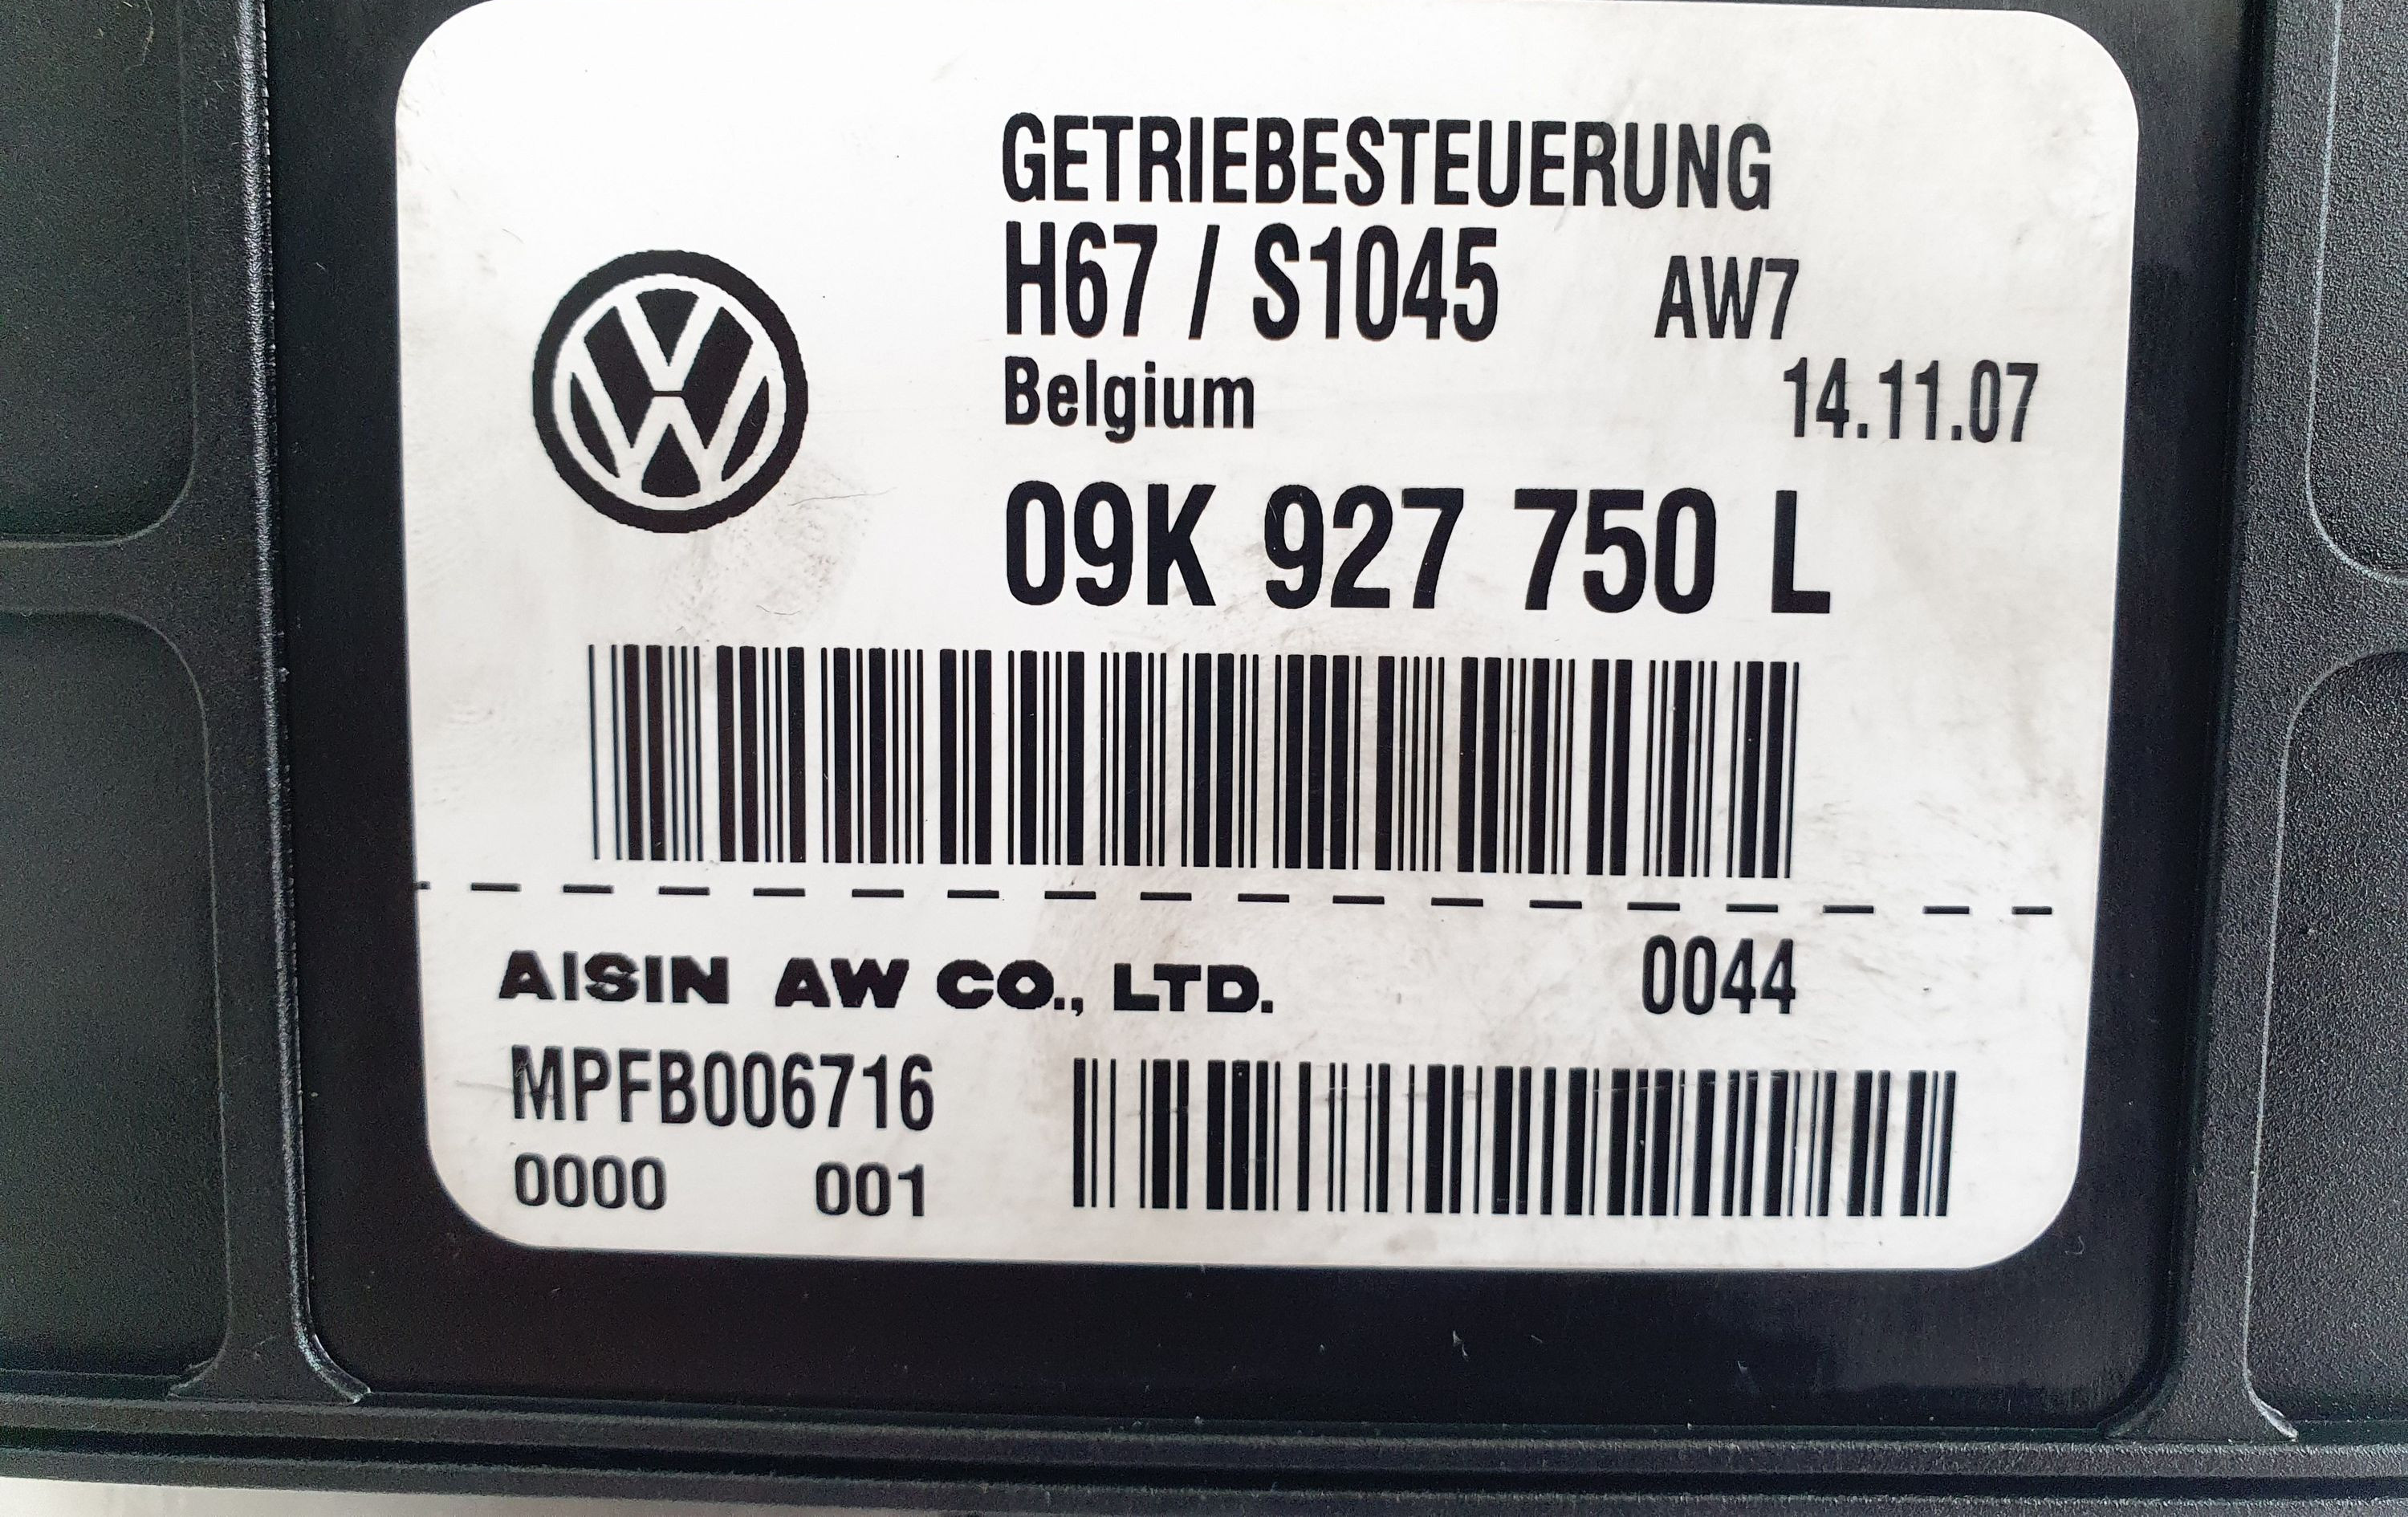 GETRIEBESTEUERUNG
H67 / S1045 AW7
Belgium 14.11.07
09K 927 750 L
AISIN AW CO., LTD. 0044
MPFB006716
0000 001